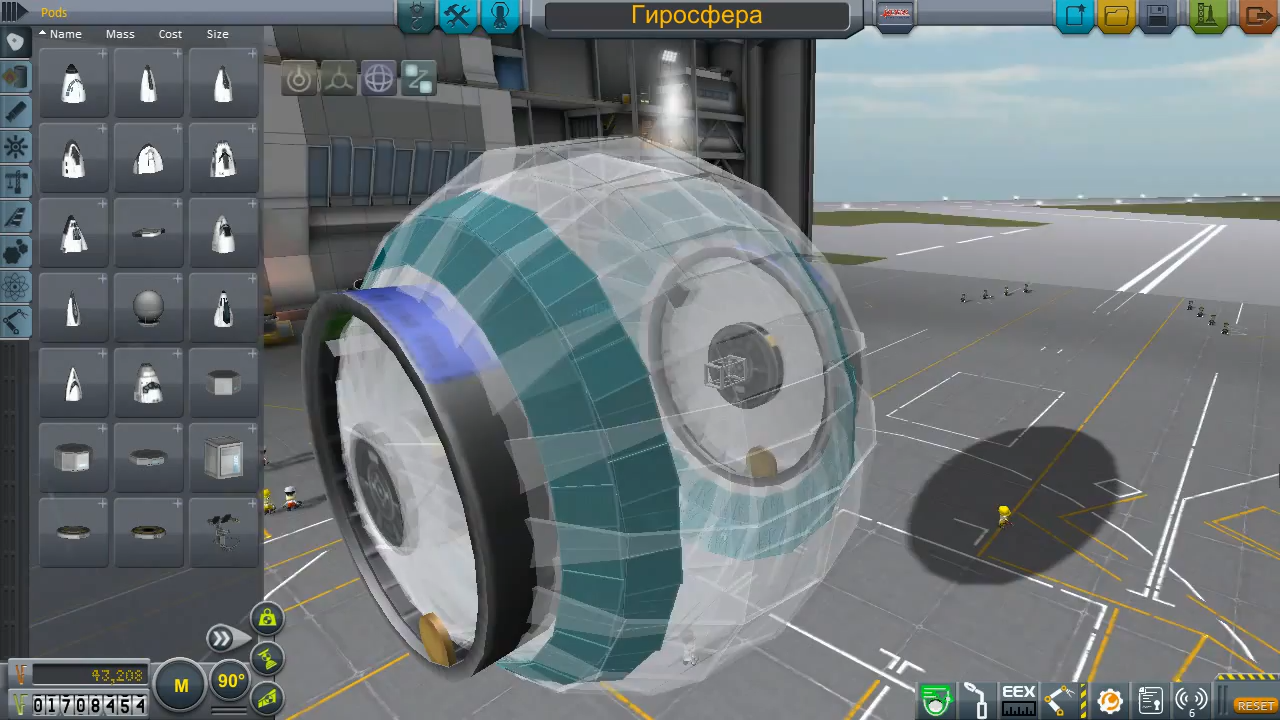 Pods
Гиросфера
Name Mass Cost Size
43,208
01708454
M
90°
EEX
6
RESET